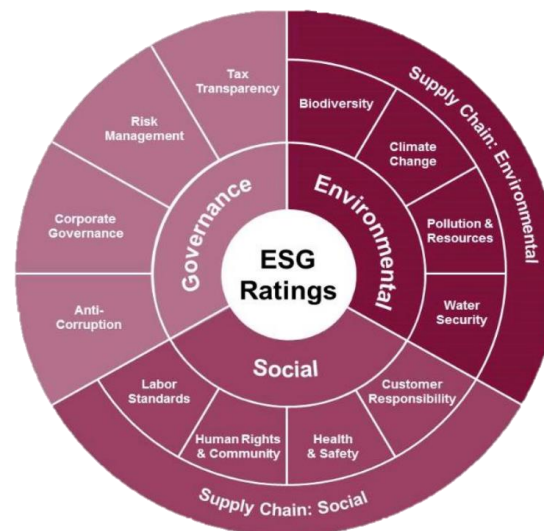 ESG
Ratings
Governance
Environmental
Social
Tax
Transparency
Risk
Management
Corporate
Governance
Anti-
Corruption
Biodiversity
Climate
Change
Pollution &
Resources
Water
Security
Supply Chain: Environmental
Customer
Responsibility
Health
& Safety
Human Rights
& Community
Labor
Standards
Supply Chain: Social